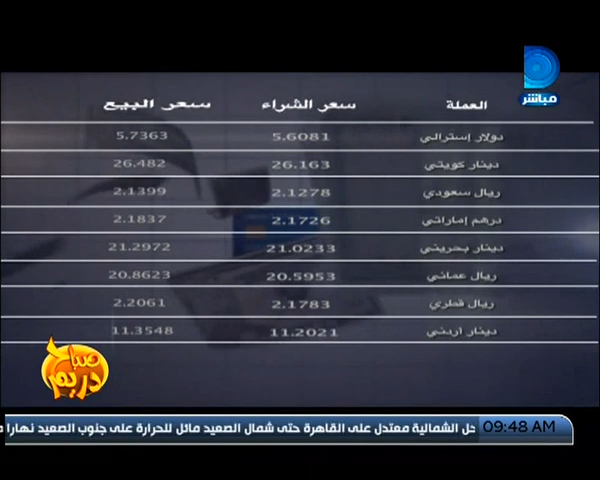 مباشر
العملة سعر الشراء سعر البيع
دولار إسترالي 5.6081 5.7363
دينار كويتي 26.163 26.482
ريال سعودي 2.1278 2.1399
درهم إماراتي 2.1726 2.1837
دينار بحريني 21.0233 21.2972
ريال عماني 20.5953 20.8623
ريال قطري 2.1783 2.2061
دينار أردني 11.2021 11.3548
صباح
دريم
09:48 AM حل الشمالية معتدل على القاهرة حتى شمال الصعيد مائل للحرارة على جنوب الصعيد نهارا